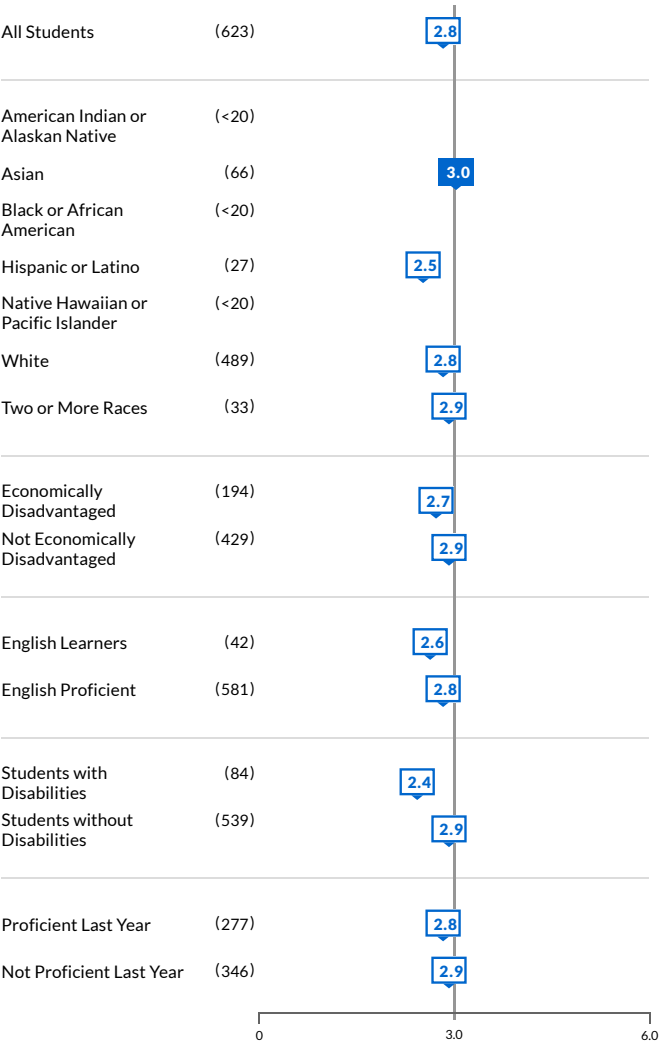 All Students (623) 2.8
American Indian or (<20)
Alaskan Native
Asian (66) 3.0
Black or African (<20)
American
Hispanic or Latino (27) 2.5
Native Hawaiian or (<20)
Pacific Islander
White (489) 2.8
Two or More Races (33) 2.9
Economically (194) 2.7
Disadvantaged
Not Economically (429) 2.9
Disadvantaged
English Learners (42) 2.6
English Proficient (581) 2.8
Students with (84) 2.4
Disabilities
Students without (539) 2.9
Disabilities
Proficient Last Year (277) 2.8
Not Proficient Last Year (346) 2.9
0 3.0 6.0